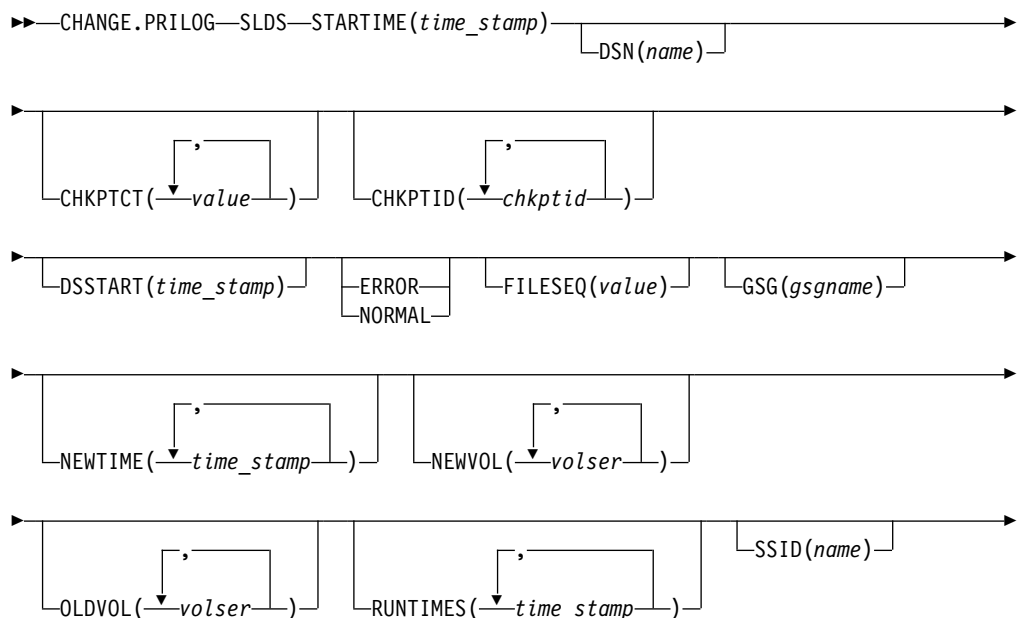 CHANGE.PRILOG SLDS STARTIME(time_stamp)
DSN(name)
,
,
CHKPTCT( value )
CHKPTID( chkptid )
DSSTART(time_stamp)
ERROR
NORMAL
FILESEQ(value)
GSG(gsgname)
,
,
NEWTIME( time_stamp )
NEWVOL( volser )
,
,
SSID(name)
OLDVOL( volser )
RUNTIMES( time stamp )